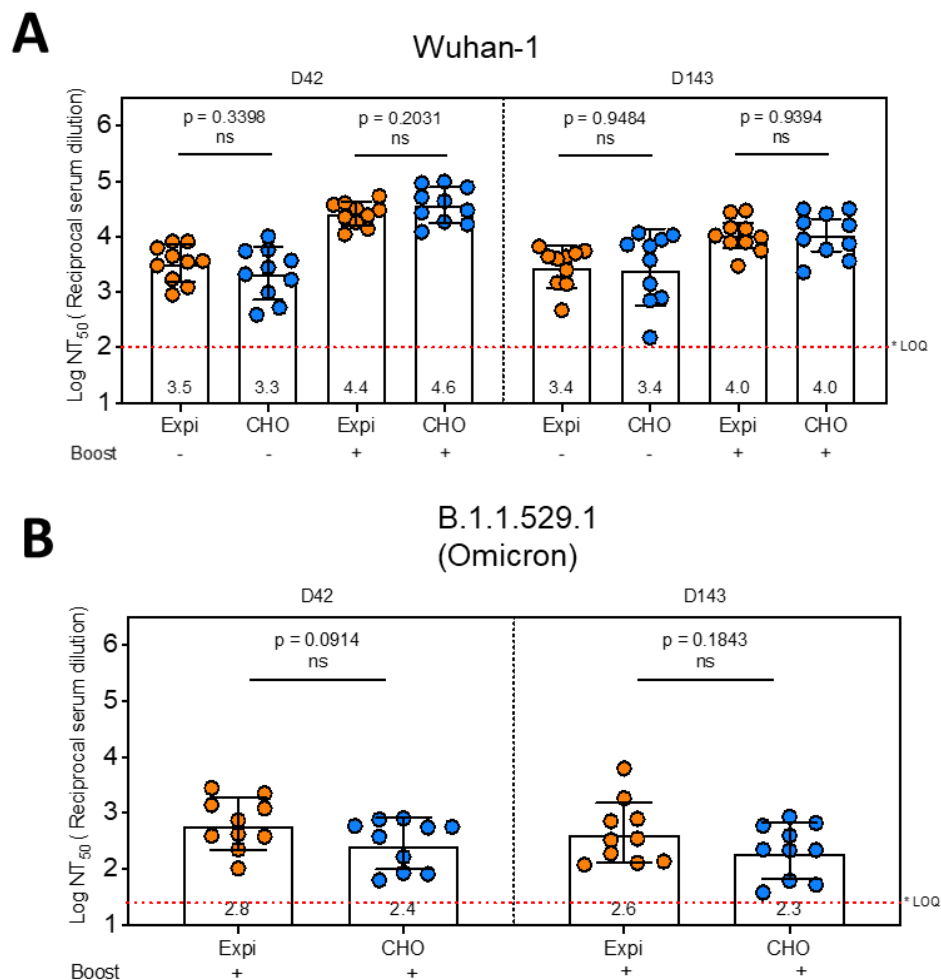 A
Wuhan-1
D42 D143
Log NT50 ( Reciprocal serum dilution)
6
5
4
3
2
1
p = 0.3398
ns
p = 0.2031
ns
p = 0.9484
ns
p = 0.9394
ns
* LOQ
3.5 3.3 4.4 4.6 3.4 3.4 4.0 4.0
Expi CHO Expi CHO Expi CHO Expi CHO
Boost - - + + - - + +
B
B.1.1.529.1
(Omicron)
D42 D143
Log NT50 ( Reciprocal serum dilution)
6
5
4
3
2
1
p = 0.0914
ns
p = 0.1843
ns
* LOQ
2.8 2.4 2.6 2.3
Expi CHO Expi CHO
Boost + + + +